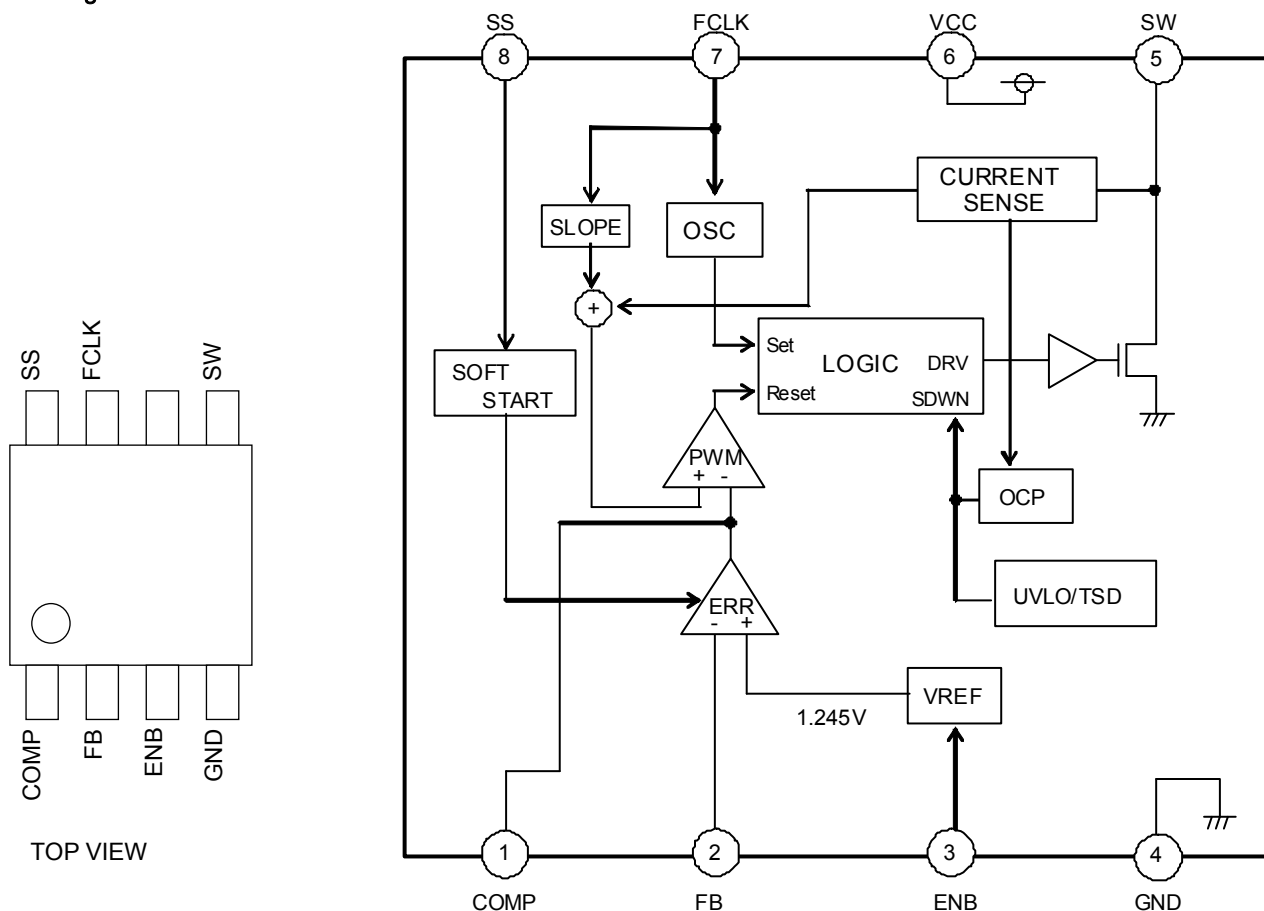 SS
FCLK
SW
COMP
FB
ENB
GND
TOP VIEW
SS
FCLK
VCC
SW
8
7
6
5
CURRENT
SENSE
SLOPE
OSC
+
SOFT
START
Set
LOGIC
DRV
Reset
SDWN
PWM
+ -
OCP
ERR
- +
UVLO/TSD
VREF
1.245V
1
2
3
4
COMP
FB
ENB
GND